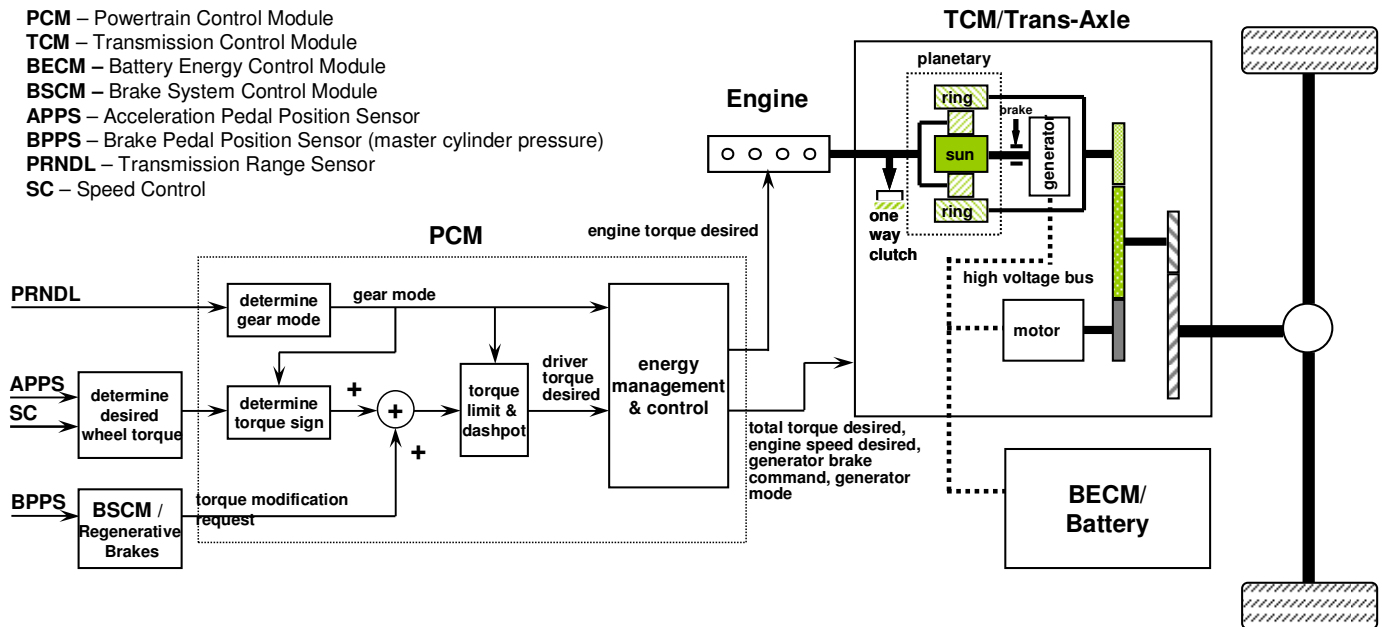 PCM – Powertrain Control Module
TCM – Transmission Control Module
BECM – Battery Energy Control Module
BSCM – Brake System Control Module
APPS – Acceleration Pedal Position Sensor
BPPS – Brake Pedal Position Sensor (master cylinder pressure)
PRNDL – Transmission Range Sensor
SC – Speed Control
TCM/Trans-Axle
planetary
Engine
ring
brake
sun
generator
ring
one
way
clutch
high voltage bus
motor
BECM/
Battery
engine torque desired
PCM
PRNDL
determine
gear mode
gear mode
APPS
SC
determine
desired
wheel torque
determine
torque sign
+
+
+
torque
limit &
dashpot
driver
torque
desired
energy
management
& control
total torque desired,
engine speed desired,
generator brake
command, generator
mode
BPPS
BSCM /
Regenerative
Brakes
torque modification
request